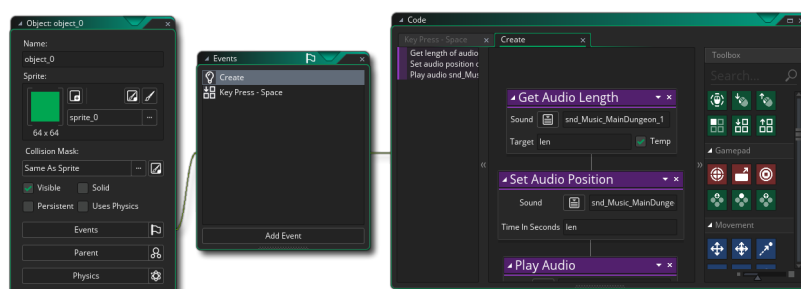 Object: object_0
Name:
object_0
Sprite:
sprite_0
...
64 x 64
Collision Mask:
Same As Sprite
...
Visible
Solid
Persistent
Uses Physics
Events
Parent
Physics
Events
Create
Key Press - Space
Add Event
Code
Key Press - Space
Create
Get length of audio
Set audio position o
Play audio snd_Mus
Get Audio Length
Sound
snd_Music_MainDungeon_1
Target
len
Temp
Set Audio Position
Sound
snd_Music_MainDunge
Time In Seconds
len
Play Audio
Toolbox
Search...
Gamepad
Movement